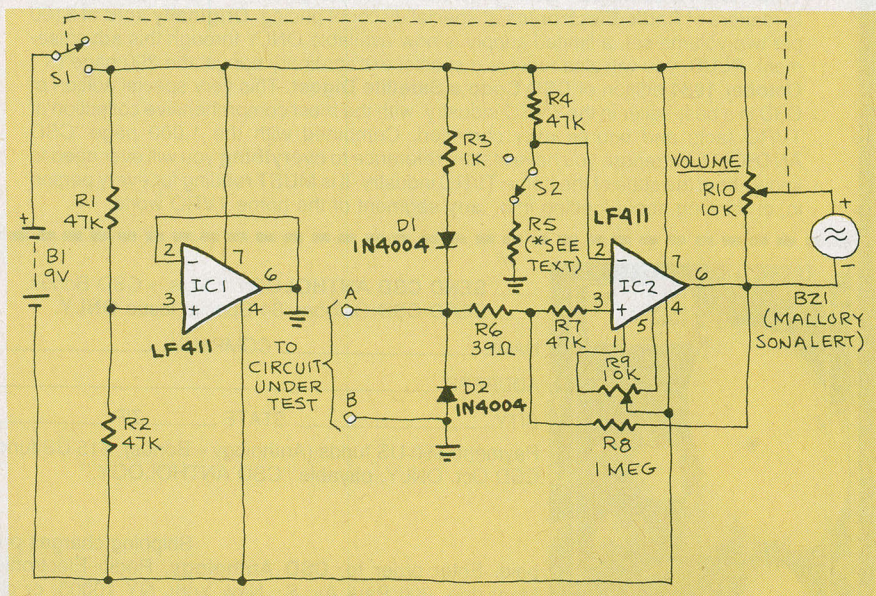 S1
R1
47K
+
B1
9V
R2
47K
2
−
7
IC1
6
3
+
4
LF411
TO
CIRCUIT
UNDER
TEST
A
B
R3
1K
D1
1N4004
D2
1N4004
R4
47K
S2
R5
(*SEE
TEXT)
R6
39Ω
R7
47K
LF411
2
−
7
IC2
6
3
+
4
1
5
R9
10K
R8
1 MEG
VOLUME
R10
10K
+
−
BZ1
(MALLORY
SONALERT)